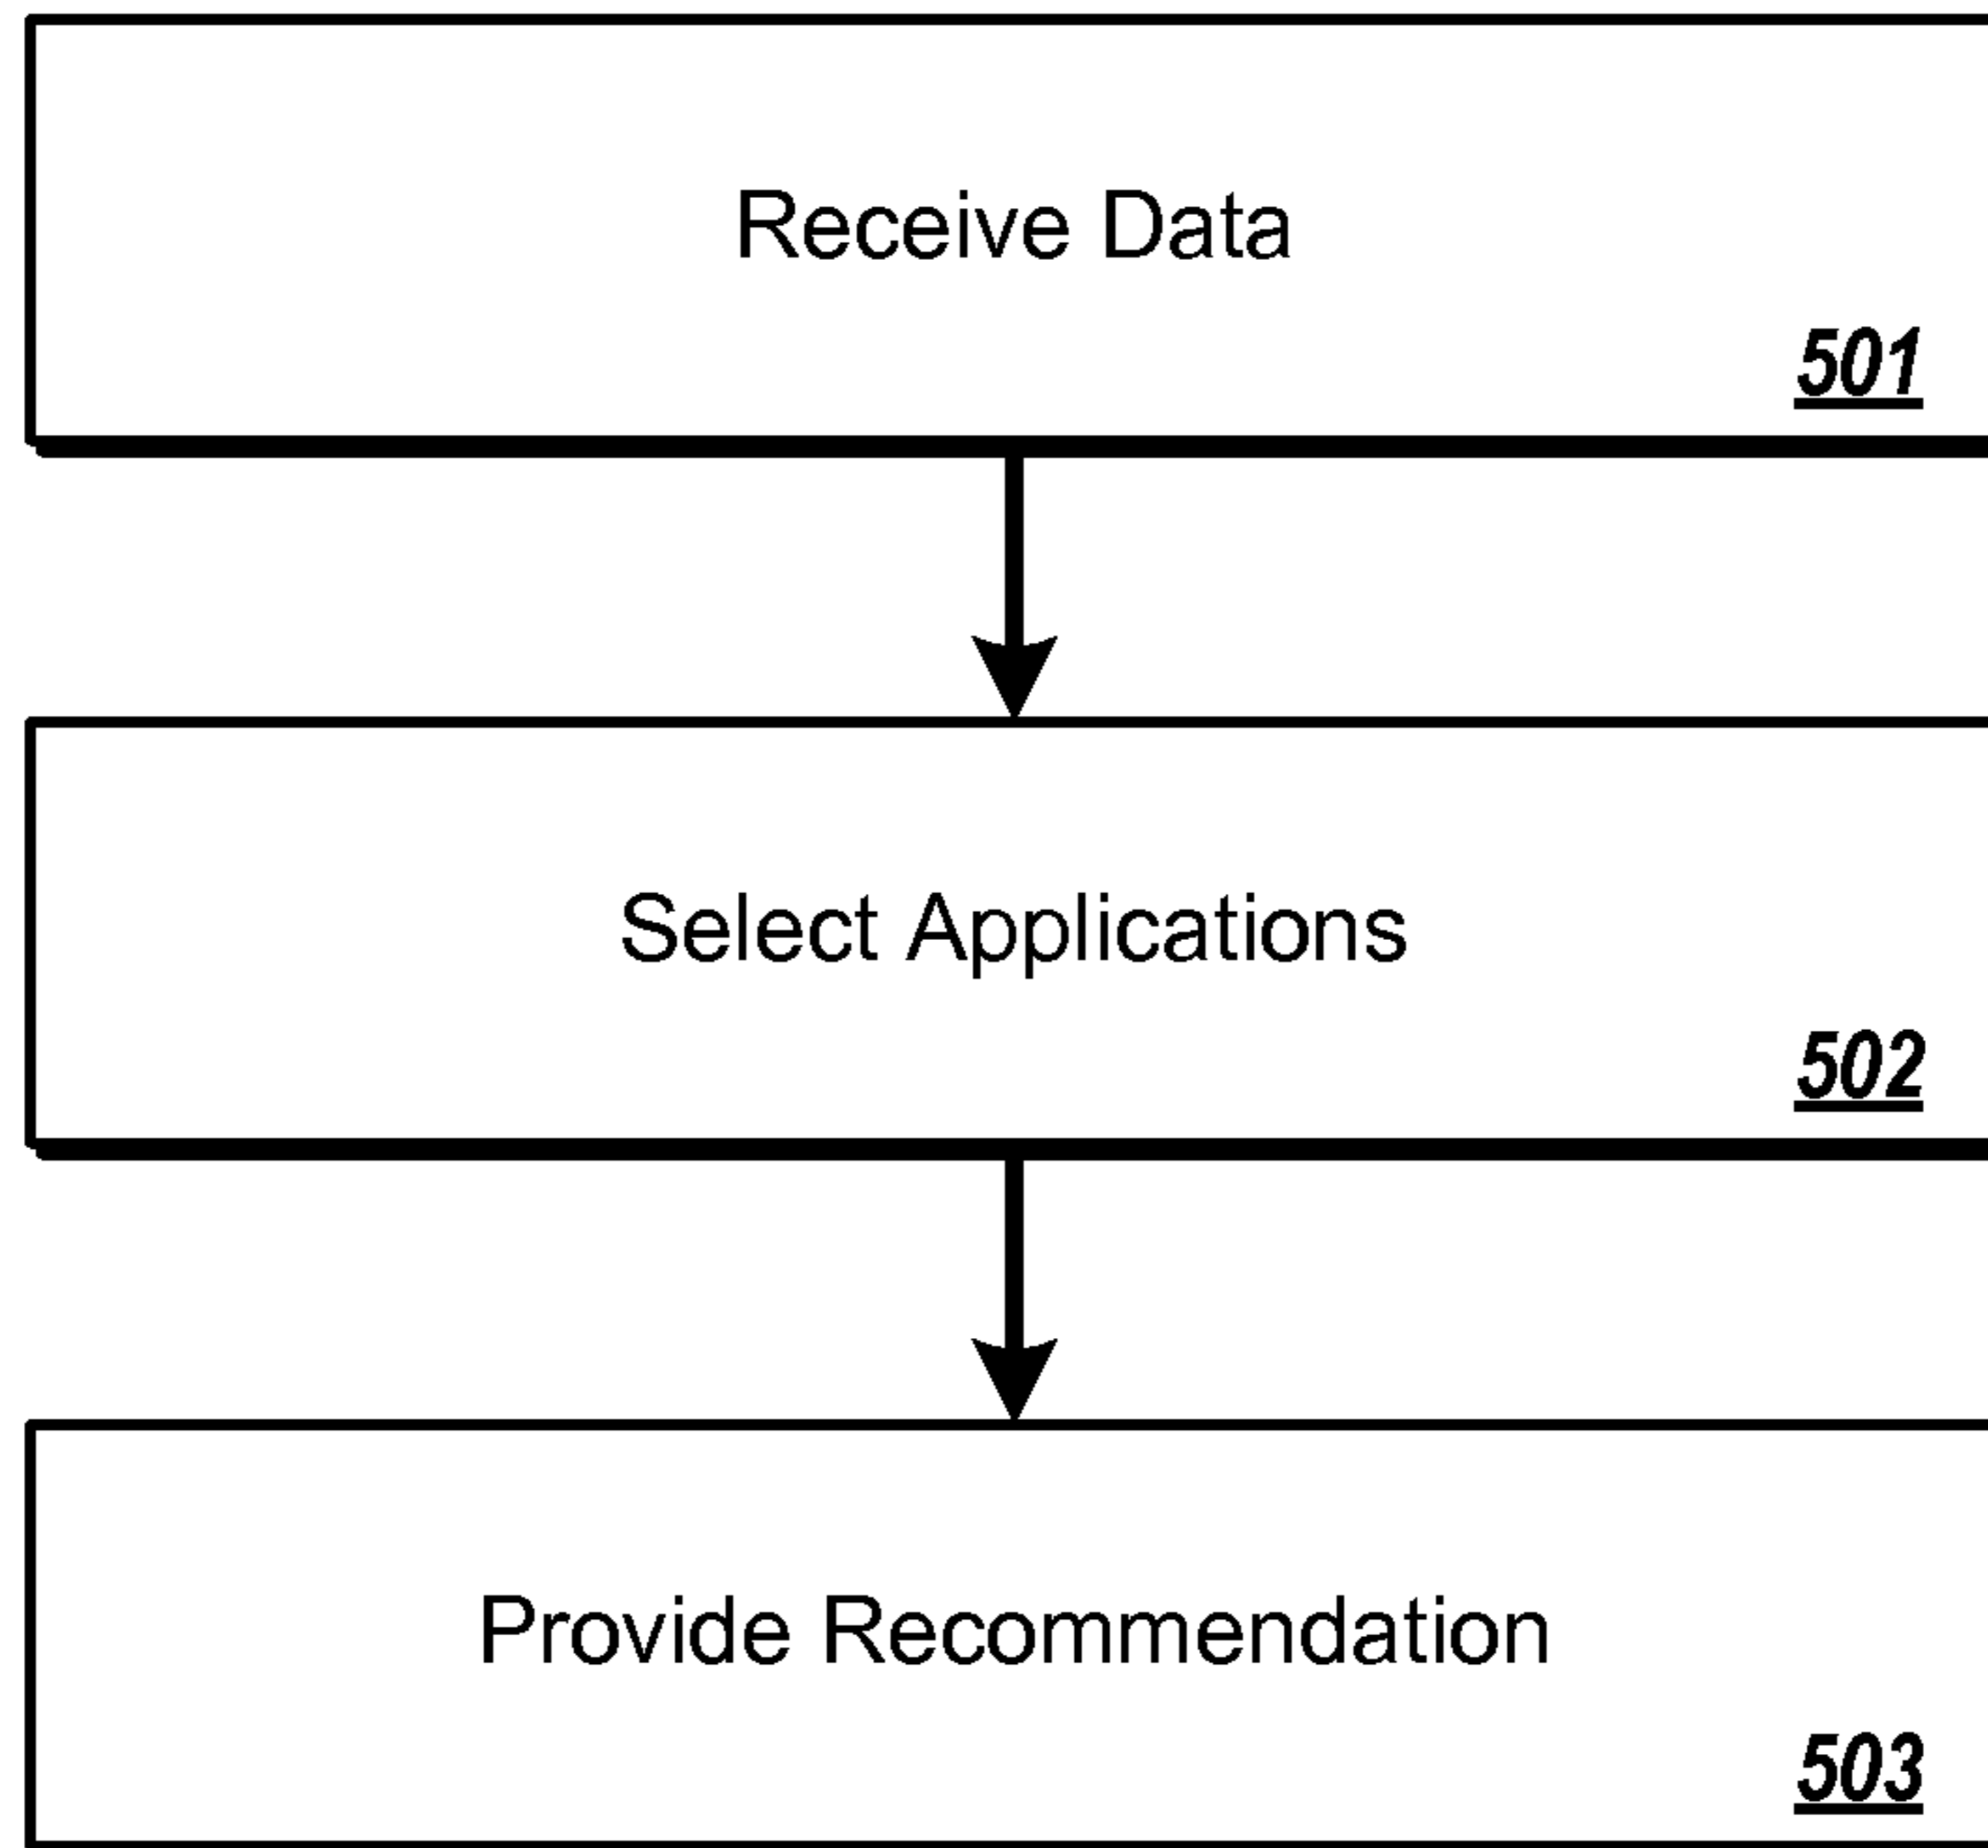 Receive Data
501
Select Applications
502
Provide Recommendation
503